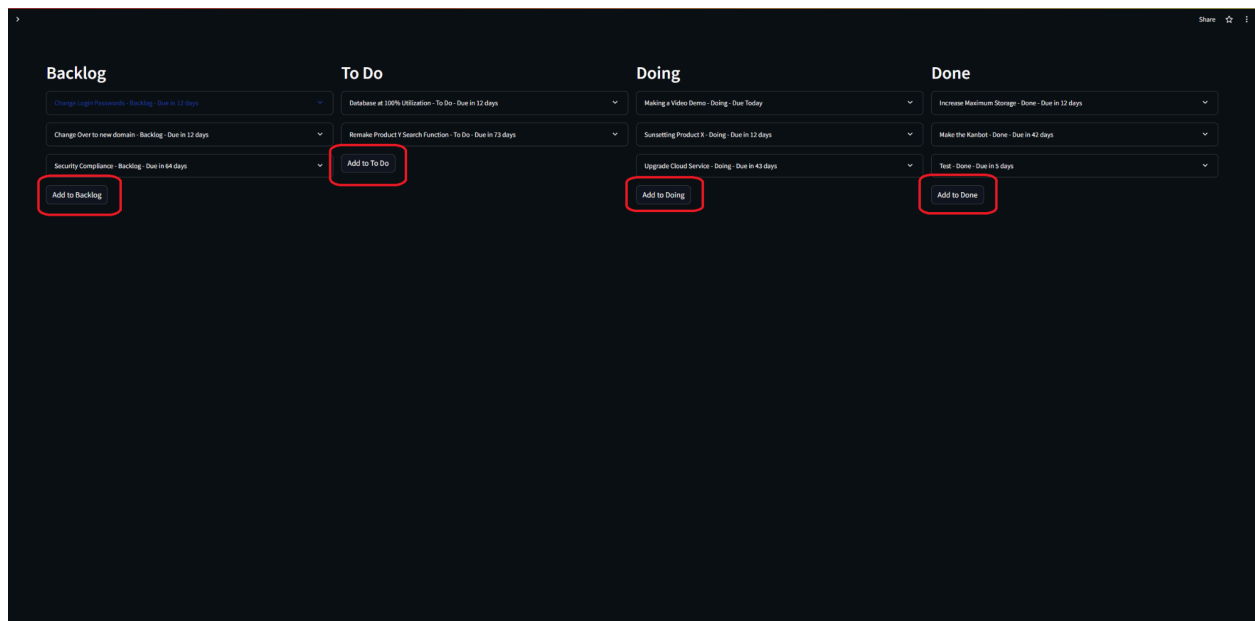 Share
Backlog
Change Login Passwords - Backlog - Due in 12 days
Change Over to new domain - Backlog - Due in 12 days
Security Compliance - Backlog - Due in 64 days
Add to Backlog
To Do
Database at 100% Utilization - To Do - Due in 12 days
Remake Product Y Search Function - To Do - Due in 73 days
Add to To Do
Doing
Making a Video Demo - Doing - Due Today
Sunsetting Product X - Doing - Due in 12 days
Upgrade Cloud Service - Doing - Due in 43 days
Add to Doing
Done
Increase Maximum Storage - Done - Due in 12 days
Make the Kanbot - Done - Due in 42 days
Test - Done - Due in 5 days
Add to Done